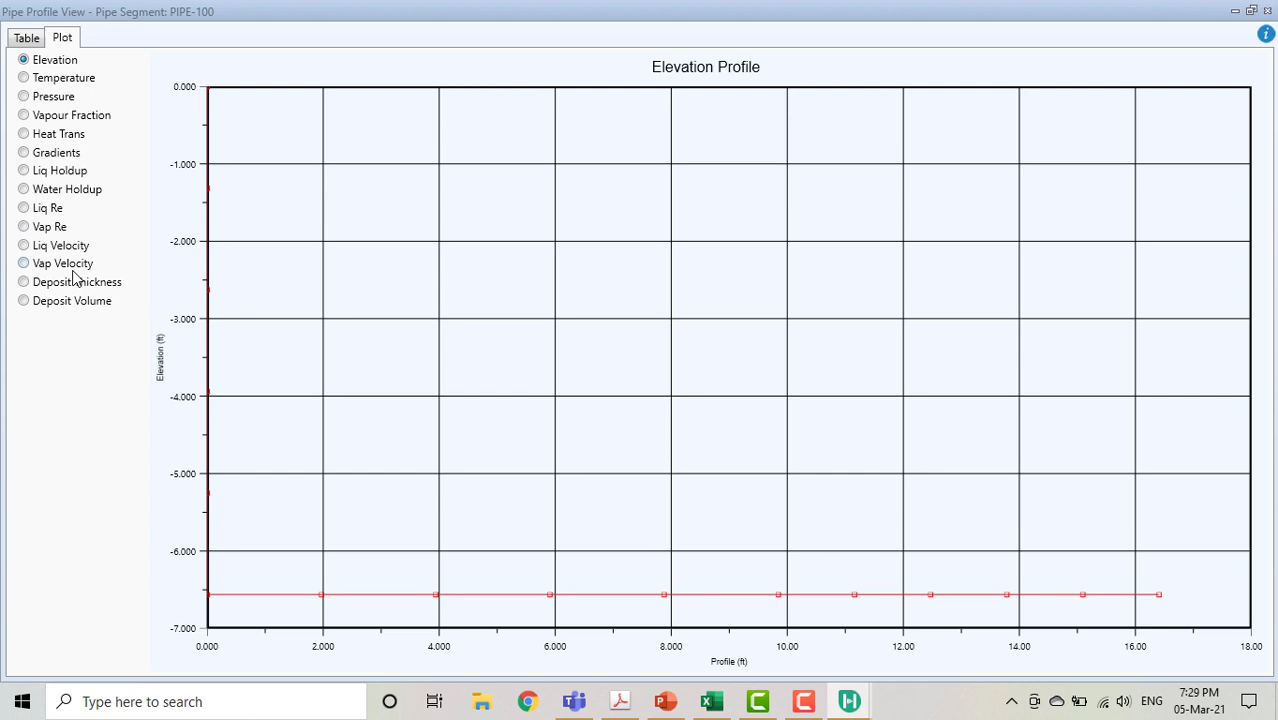 Pipe Profile View - Pipe Segment: PIPE-100
Table Plot
Elevation
Temperature
Pressure
Vapour Fraction
Heat Trans
Gradients
Liq Holdup
Water Holdup
Liq Re
Vap Re
Liq Velocity
Vap Velocity
Deposit Thickness
Deposit Volume
Elevation Profile
0.000
-1.000
-2.000
-3.000
-4.000
-5.000
-6.000
-7.000
Elevation (ft)
0.000 2.000 4.000 6.000 8.000 10.00 12.00 14.00 16.00 18.00
Profile (ft)
Type here to search
ENG
7:29 PM
05-Mar-21